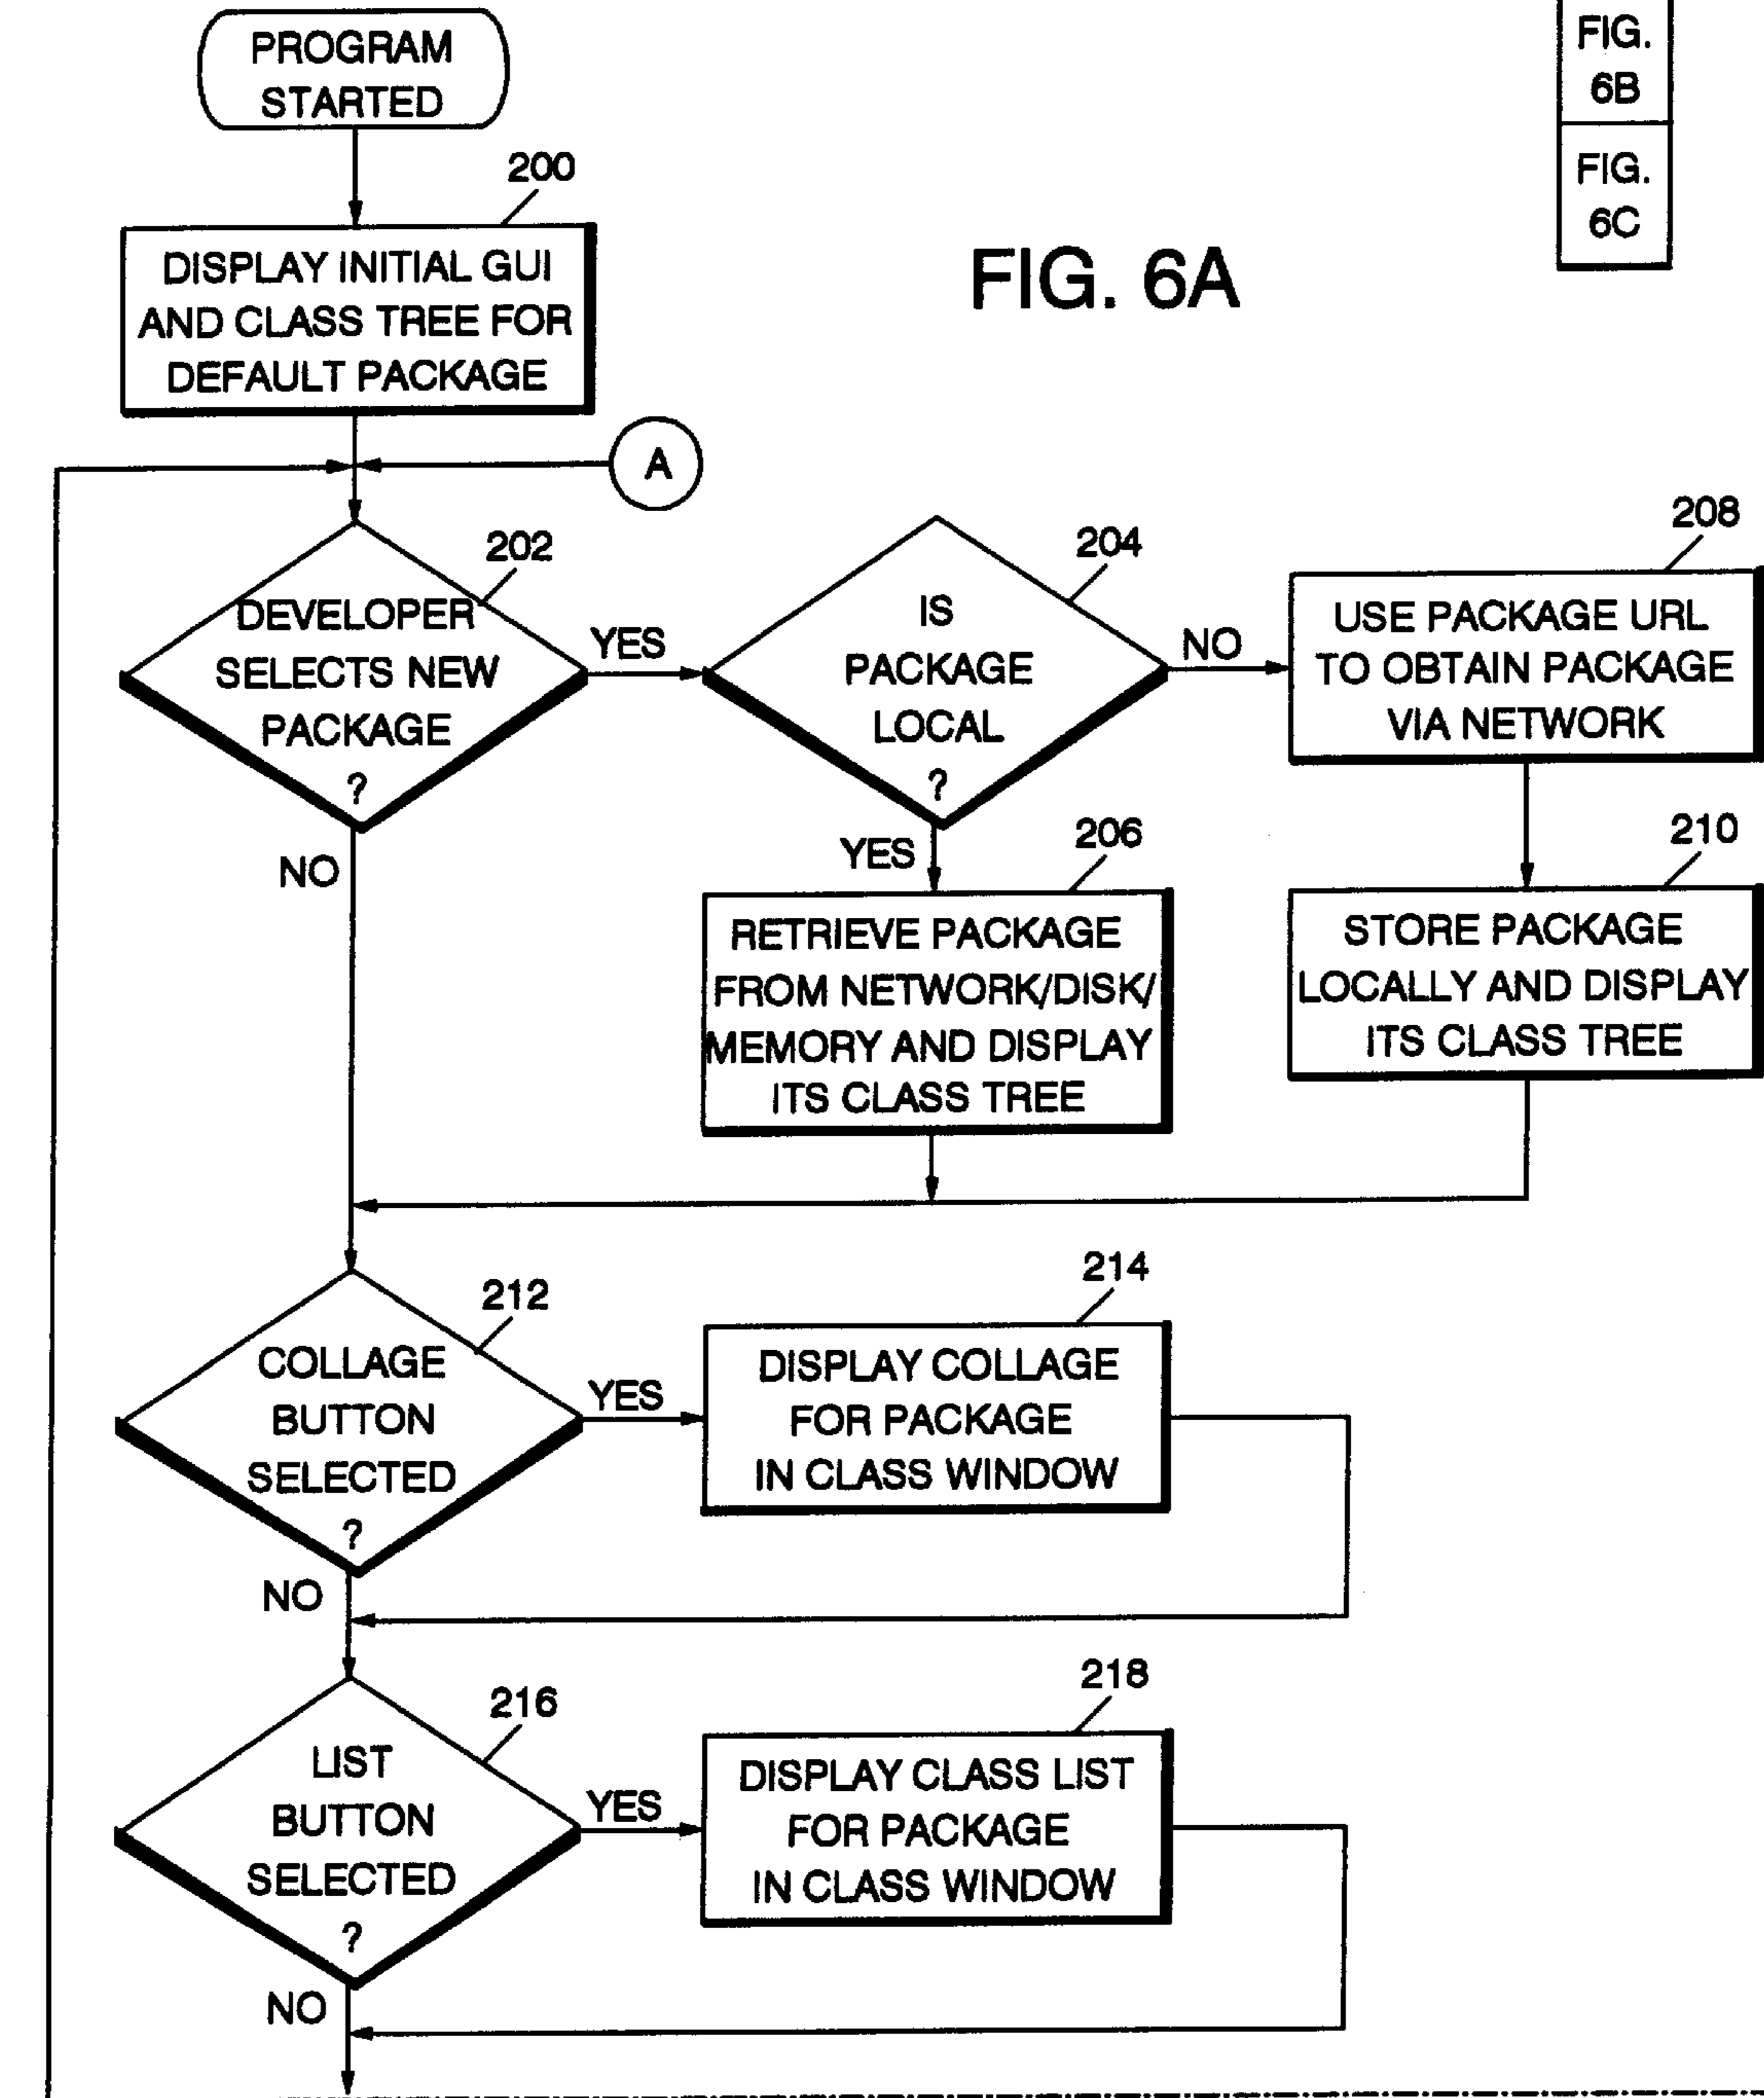 PROGRAM
STARTED
FIG.
6B
FIG.
6C
200
DISPLAY INITIAL GUI
AND CLASS TREE FOR
DEFAULT PACKAGE
FIG. 6A
A
202
DEVELOPER
SELECTS NEW
PACKAGE
?
YES
NO
204
IS
PACKAGE
LOCAL
?
NO
YES
208
USE PACKAGE URL
TO OBTAIN PACKAGE
VIA NETWORK
206
RETRIEVE PACKAGE
FROM NETWORK/DISK/
MEMORY AND DISPLAY
ITS CLASS TREE
210
STORE PACKAGE
LOCALLY AND DISPLAY
ITS CLASS TREE
212
COLLAGE
BUTTON
SELECTED
?
YES
NO
214
DISPLAY COLLAGE
FOR PACKAGE
IN CLASS WINDOW
216
LIST
BUTTON
SELECTED
?
YES
NO
218
DISPLAY CLASS LIST
FOR PACKAGE
IN CLASS WINDOW